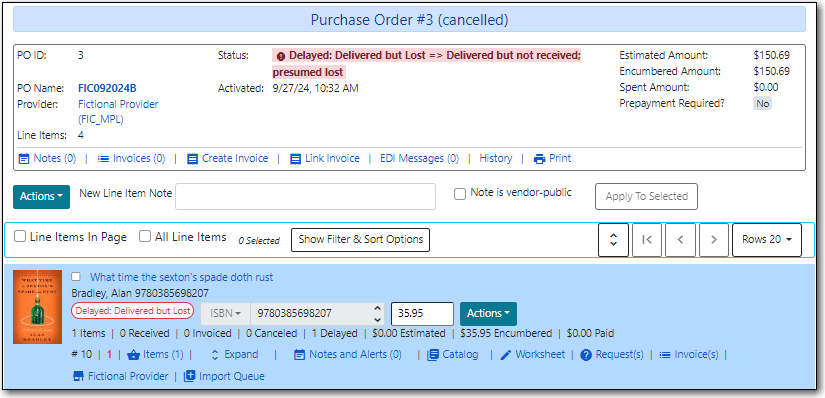 Purchase Order #3 (cancelled)
PO ID: 3 Status: Delayed: Delivered but Lost => Delivered but not received; presumed lost Estimated Amount: $150.69
Encumbered Amount: $150.69
PO Name: FIC092024B Activated: 9/27/24, 10:32 AM Spent Amount: $0.00
Provider: Fictional Provider (FIC_MPL) Prepayment Required? No
Line Items: 4
Notes (0) | Invoices (0) | Create Invoice | Link Invoice | EDI Messages (0) | History | Print
Actions New Line Item Note Note is vendor-public Apply To Selected
Line Items In Page All Line Items 0 Selected Show Filter & Sort Options Rows 20
WHAT TIME THE SEXTON'S SPADE DOTH RUST
ALAN BRADLEY
What time the sexton's spade doth rust
Bradley, Alan 9780385698207
Delayed: Delivered but Lost ISBN 9780385698207 35.95 Actions
1 Items | 0 Received | 0 Invoiced | 0 Canceled | 1 Delayed | $0.00 Estimated | $35.95 Encumbered | $0.00 Paid
# 10 | 1 | Items (1) | Expand | Notes and Alerts (0) | Catalog | Worksheet | Request(s) | Invoice(s) |
Fictional Provider | Import Queue